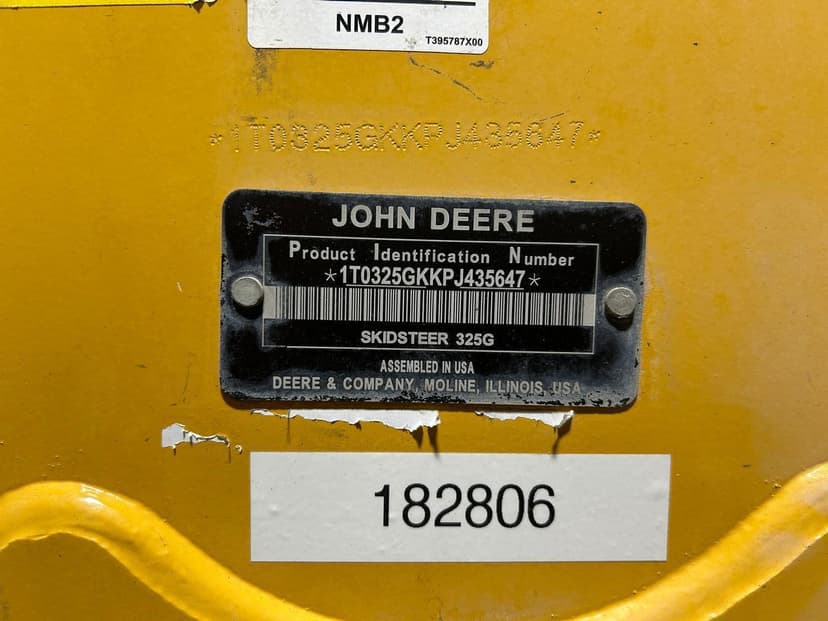 NMB2
T395787X00
*1T0325GKKPJ435647*
JOHN DEERE
Product Identification Number
*1T0325GKKPJ435647*
SKIDSTEER 325G
ASSEMBLED IN USA
DEERE & COMPANY, MOLINE, ILLINOIS, USA
182806